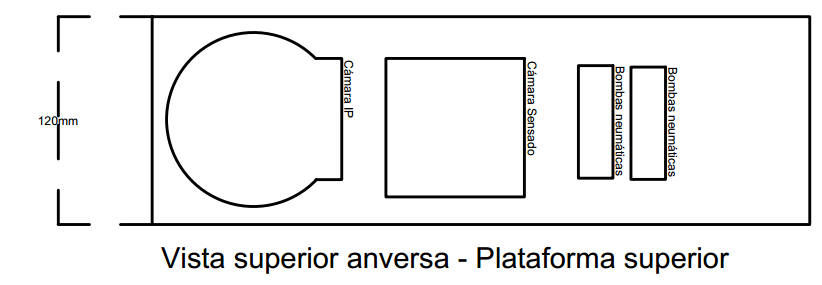 120mm
Cámara IP
Cámara Sensado
Bombas neumáticas
Bombas neumáticas
Vista superior anversa - Plataforma superior